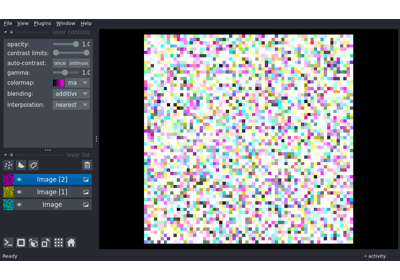 File View Plugins Window Help
layer controls
opacity: 1.0
contrast limits:
auto-contrast: once
gamma: 1.0
colormap: ma
blending: additive
interpolation: nearest
layer list
Image [2]
Image [1]
Image
Ready activity